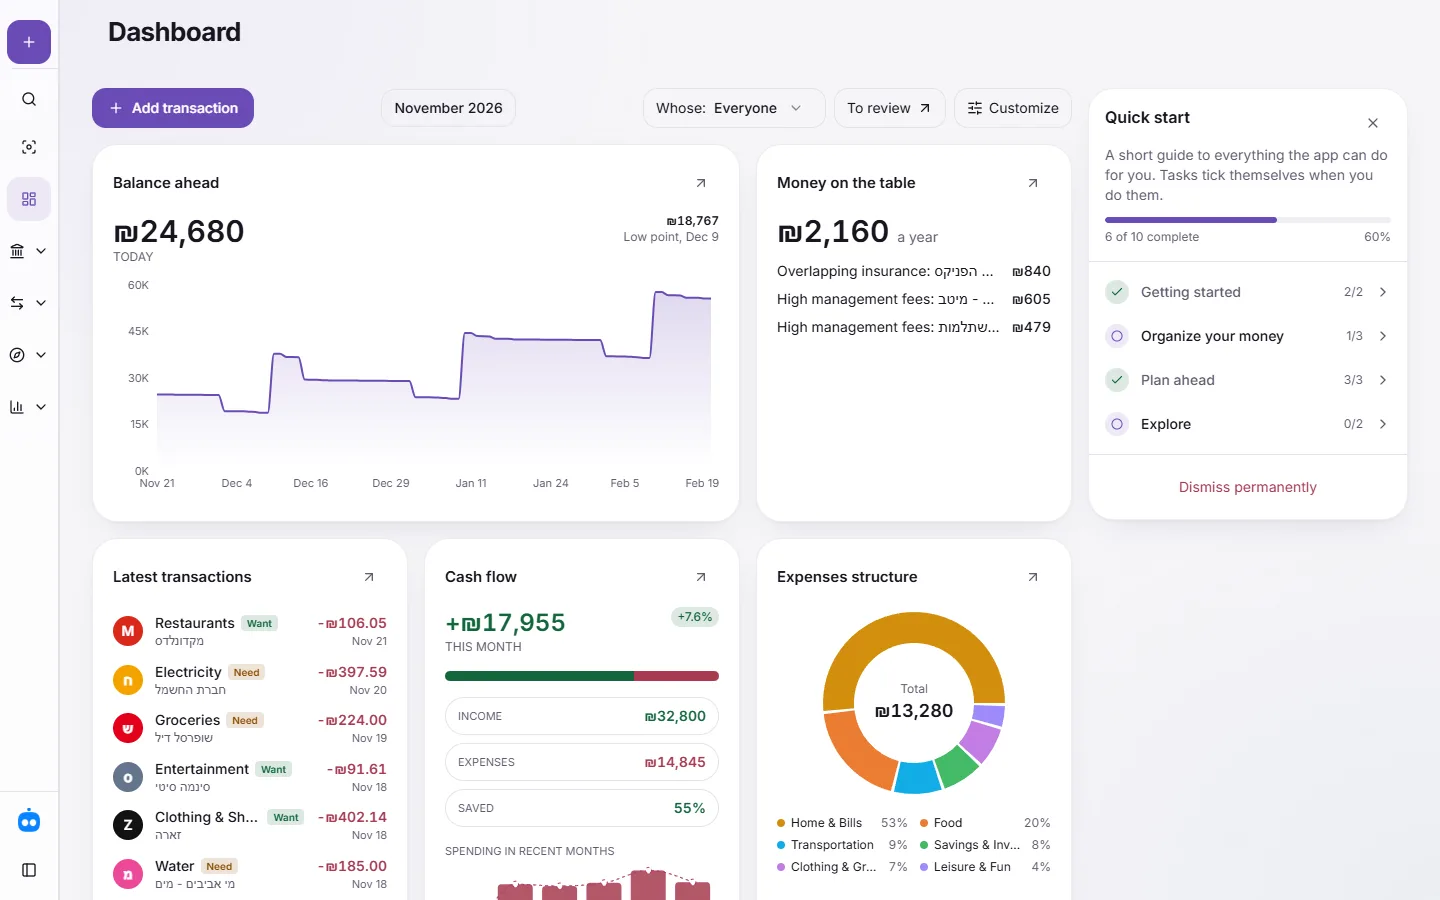 Dashboard
Add transaction
November 2026
Whose: Everyone
To review
Customize
Balance ahead
₪24,680
TODAY
₪18,767
Low point, Dec 9
60K
45K
30K
15K
0K
Nov 21 Dec 4 Dec 16 Dec 29 Jan 11 Jan 24 Feb 5 Feb 19
Money on the table
₪2,160 a year
Overlapping insurance: הפניקס ... ₪840
High management fees: מיטב - ... ₪605
High management fees: שתלמות... ₪479
Quick start
A short guide to everything the app can do
for you. Tasks tick themselves when you
do them.
6 of 10 complete 60%
Getting started 2/2
Organize your money 1/3
Plan ahead 3/3
Explore 0/2
Dismiss permanently
Latest transactions
M Restaurants Want -₪106.05
מקדונלדס Nov 21
ח Electricity Need -₪397.59
חברת החשמל Nov 20
ש Groceries Need -₪224.00
שופרסל דיל Nov 19
ס Entertainment Want -₪91.61
סינמה סיטי Nov 18
Z Clothing & Sh... Want -₪402.14
זארה Nov 18
מ Water Need -₪185.00
מי אביבים - מים Nov 18
Cash flow
+₪17,955 +7.6%
THIS MONTH
INCOME ₪32,800
EXPENSES ₪14,845
SAVED 55%
SPENDING IN RECENT MONTHS
Expenses structure
Total
₪13,280
Home & Bills 53% Food 20%
Transportation 9% Savings & Inv... 8%
Clothing & Gr... 7% Leisure & Fun 4%